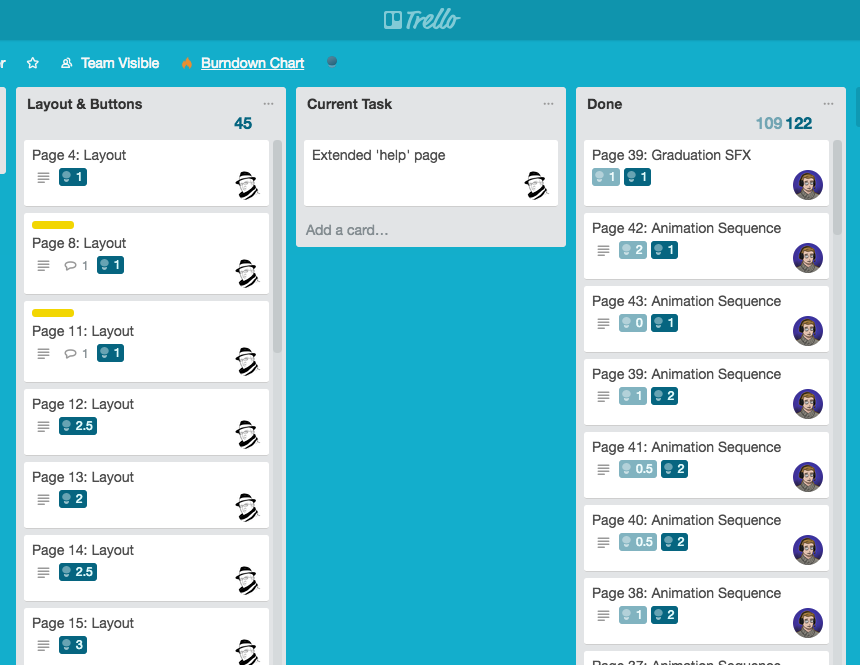 Trello
r
Team Visible
Burndown Chart
Layout & Buttons
45
Page 4: Layout
1
Page 8: Layout
1
1
Page 11: Layout
1
1
Page 12: Layout
2.5
Page 13: Layout
2
Page 14: Layout
2.5
Page 15: Layout
3
Current Task
Extended 'help' page
Add a card...
Done
109 122
Page 39: Graduation SFX
1 1
Page 42: Animation Sequence
2 1
Page 43: Animation Sequence
0 1
Page 39: Animation Sequence
1 2
Page 41: Animation Sequence
0.5 2
Page 40: Animation Sequence
0.5 2
Page 38: Animation Sequence
1 2
Page 37: Animation Sequence